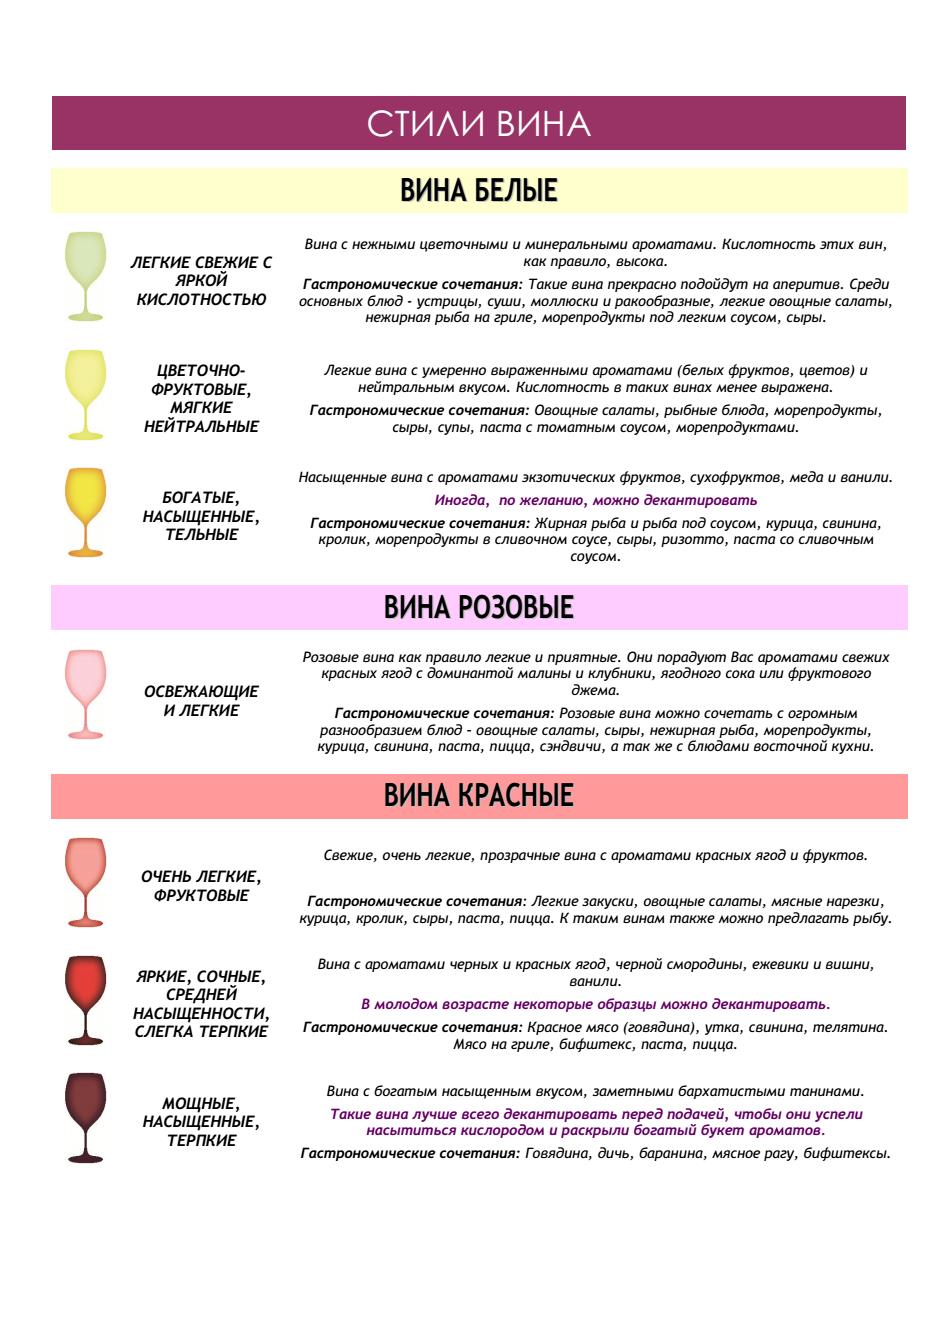 СТИЛИ ВИНА
ВИНА БЕЛЫЕ
ЛЕГКИЕ СВЕЖИЕ С
ЯРКОЙ
КИСЛОТНОСТЬЮ
Вина с нежными цветочными и минеральными ароматами. Кислотность этих вин,
как правило, высока.
Гастрономические сочетания: Такие вина прекрасно подойдут на аперитив. Среди
основных блюд - устрицы, суши, моллюски и ракообразные, легкие овощные салаты,
нежирная рыба на гриле, морепродукты под легким соусом, сыры.
ЦВЕТОЧНО-
ФРУКТОВЫЕ,
МЯГКИЕ
НЕЙТРАЛЬНЫЕ
Легкие вина с умеренно выраженными ароматами (белых фруктов, цветов) и
нейтральным вкусом. Кислотность в таких винах менее выражена.
Гастрономические сочетания: Овощные салаты, рыбные блюда, морепродукты,
сыры, супы, паста с томатным соусом, морепродуктами.
БОГАТЫЕ,
НАСЫЩЕННЫЕ,
ТЕЛЬНЫЕ
Насыщенные вина с ароматами экзотических фруктов, сухофруктов, меда и ванили.
Иногда,  по желанию, можно декантировать
Гастрономические сочетания: Жирная рыба и рыба под соусом, курица, свинина,
кролик, морепродукты в сливочном соусе, сыры, ризотто, паста со сливочным
соусом.
ВИНА РОЗОВЫЕ
ОСВЕЖАЮЩИЕ
И ЛЕГКИЕ
Розовые вина как правило легкие и приятные. Они порадуют Вас ароматами свежих
красных ягод с доминантой малины и клубники, ягодного сока или фруктового
джема.
Гастрономические сочетания: Розовые вина можно сочетать с огромным
разнообразием блюд – овощные салаты, сыры, нежирная рыба, морепродукты,
курица, свинина, паста, пицца, сэндвичи, а так же с блюдами восточной кухни.
ВИНА КРАСНЫЕ
ОЧЕНЬ ЛЕГКИЕ,
ФРУКТОВЫЕ
Свежие, очень легкие, прозрачные вина с ароматами красных ягод и фруктов.
Гастрономические сочетания: Легкие закуски, овощные салаты, мясные нарезки,
курица, кролик, сыры, паста, пицца. К таким винам также можно предлагать рыбу.
ЯРКИЕ, СОЧНЫЕ,
СРЕДНЕЙ
НАСЫЩЕННОСТИ,
СЛЕГКА ТЕРПКИЕ
Вина с ароматами черных и красных ягод, черной смородины, ежевики и вишни,
ванили.
В молодом возрасте некоторые образцы можно декантировать.
Гастрономические сочетания: Красное мясо (говядина), утка, свинина, телятина.
Мясо на гриле, бифштекс, паста, пицца.
МОЩНЫЕ,
НАСЫЩЕННЫЕ,
ТЕРПКИЕ
Вина с богатым насыщенным вкусом, заметными бархатистыми танинами.
Такие вина лучше всего декантировать перед подачей, чтобы они успели
насытиться кислородом и раскрыли богатый букет ароматов.
Гастрономические сочетания: Говядина, дичь, баранина, мясное рагу, бифштексы.